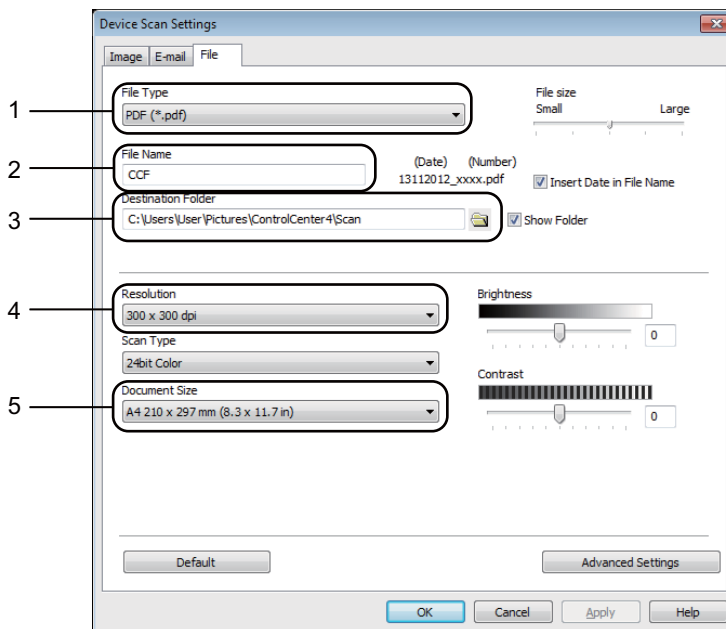 Device Scan Settings
Image E-mail File
1
File Type
PDF (*.pdf)
File size
Small Large
2
File Name
CCF
(Date) (Number)
13112012_xxxx.pdf
Insert Date in File Name
3
Destination Folder
C:\Users\User\Pictures\ControlCenter4\Scan
Show Folder
4
Resolution
300 x 300 dpi
Brightness
0
Scan Type
24bit Color
Contrast
0
5
Document Size
A4 210 x 297 mm (8.3 x 11.7 in)
Default
Advanced Settings
OK Cancel Apply Help